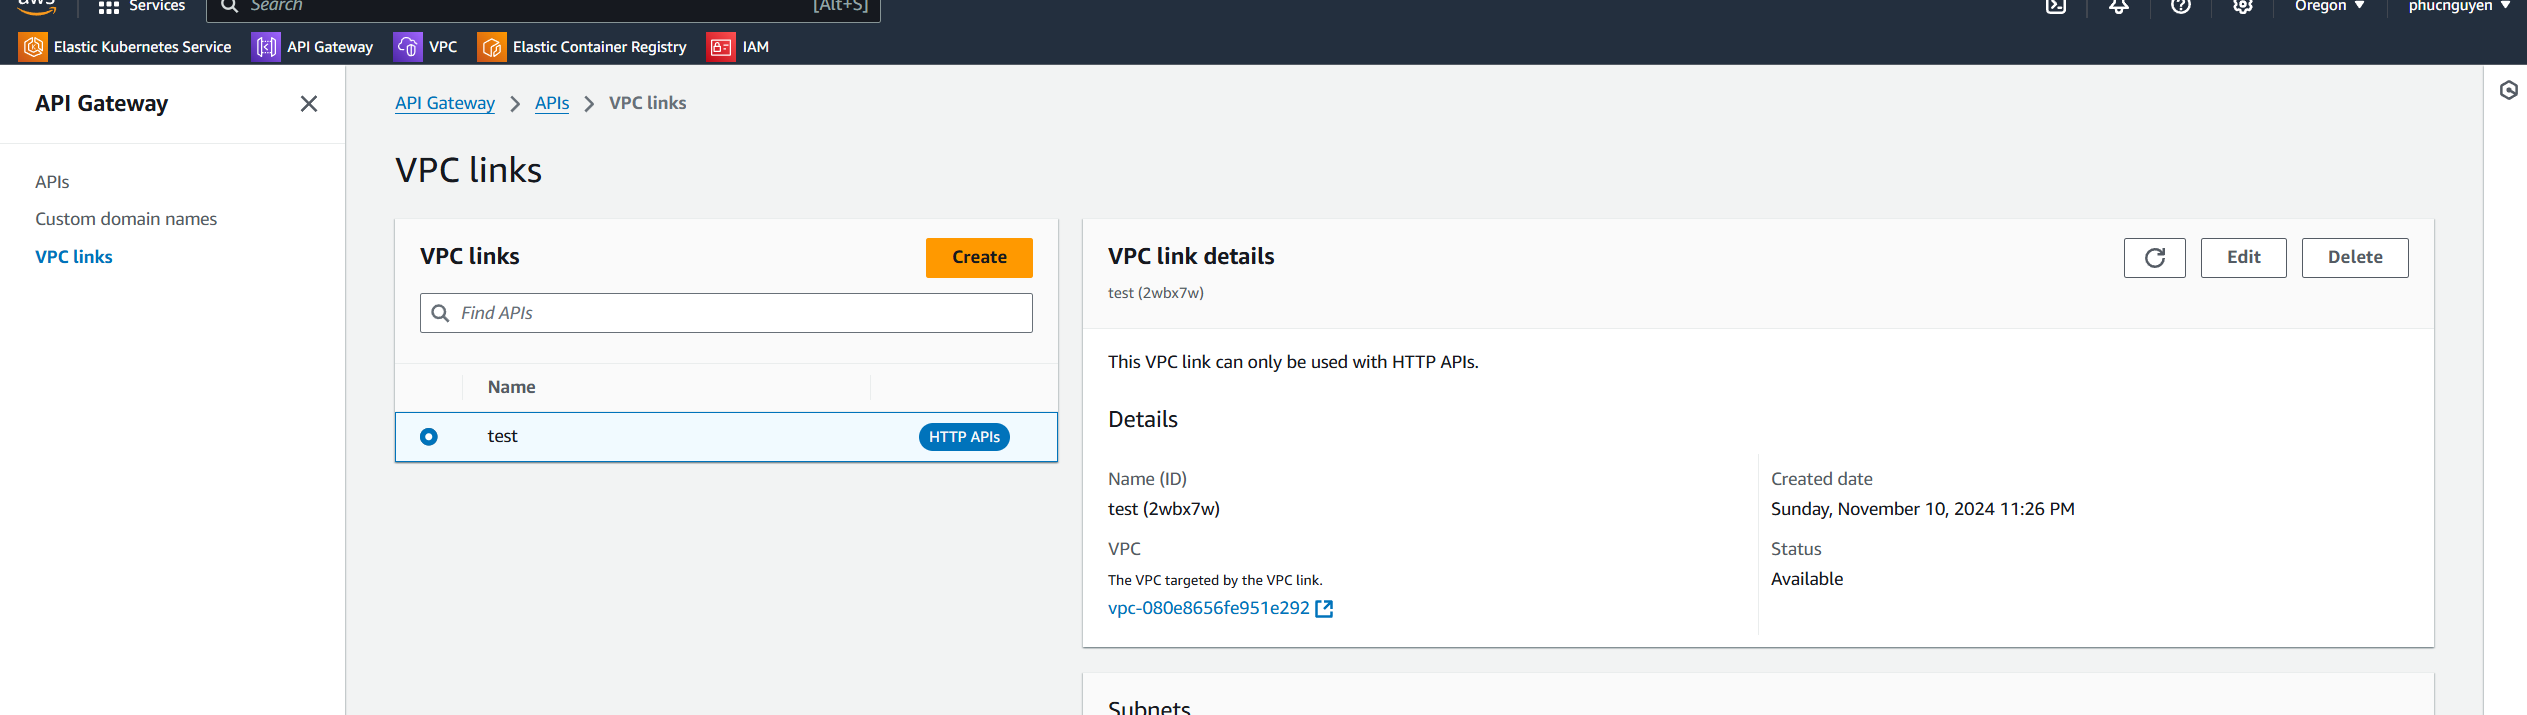 aws Services Search [Alt+S] Oregon phucnguyen
Elastic Kubernetes Service API Gateway VPC Elastic Container Registry IAM
API Gateway
APIs
Custom domain names
VPC links
API Gateway > APIs > VPC links
VPC links
VPC links
Create
Find APIs
Name
test HTTP APIs
VPC link details
test (2wbx7w)
Edit
Delete
This VPC link can only be used with HTTP APIs.
Details
Name (ID)
test (2wbx7w)
VPC
The VPC targeted by the VPC link.
vpc-080e8656fe951e292
Created date
Sunday, November 10, 2024 11:26 PM
Status
Available
Subnets